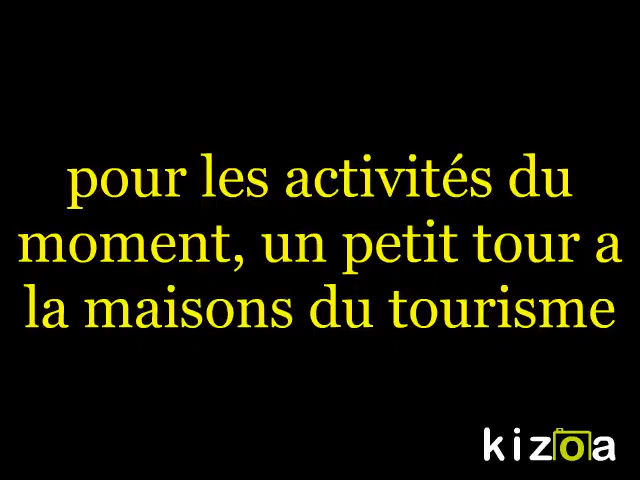 pour les activités du
moment, un petit tour a
la maisons du tourisme
kizoa